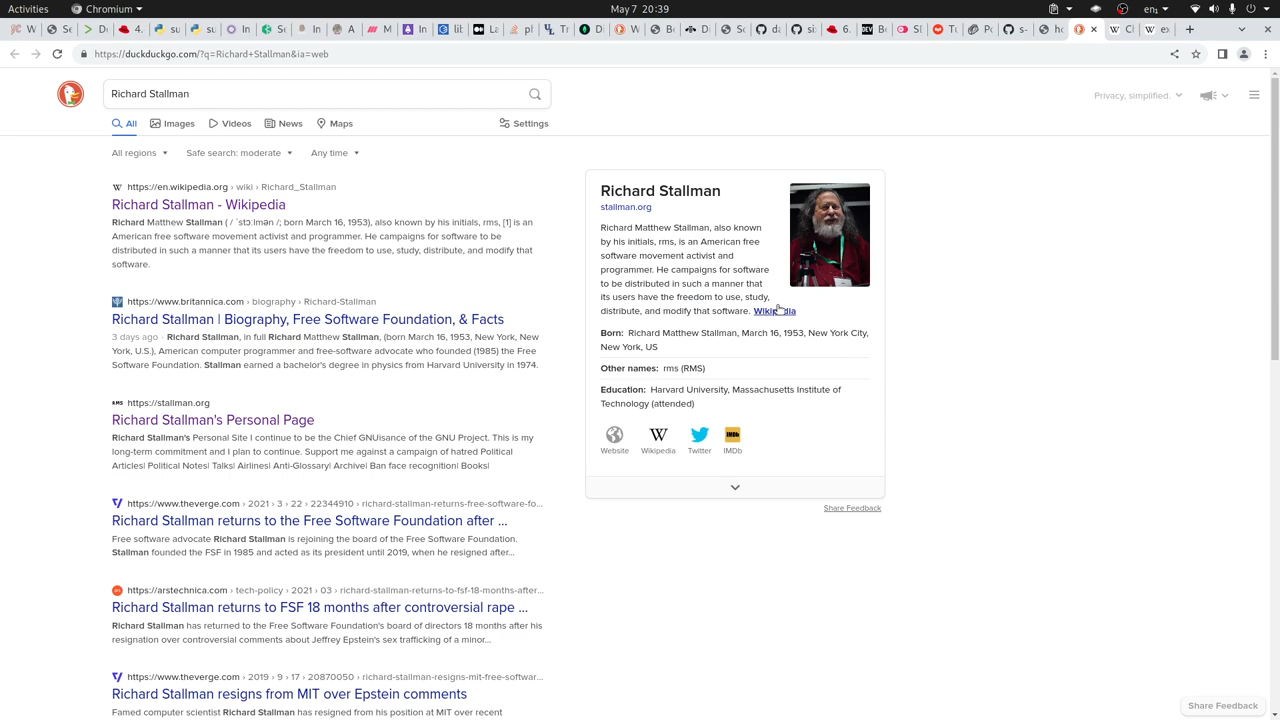 Activities
Chromium
May 7 20:39
https://duckduckgo.com/?q=Richard+Stallman&ia=web
Richard Stallman
Privacy, simplified.
All
Images
Videos
News
Maps
Settings
All regions
Safe search: moderate
Any time
https://en.wikipedia.org › wiki › Richard_Stallman
Richard Stallman - Wikipedia
Richard Matthew Stallman ( / ˈstɔːlmən /; born March 16, 1953), also known by his initials, rms, [1] is an
American free software movement activist and programmer. He campaigns for software to be
distributed in such a manner that its users have the freedom to use, study, distribute, and modify that
software.
https://www.britannica.com › biography › Richard-Stallman
Richard Stallman | Biography, Free Software Foundation, & Facts
3 days ago · Richard Stallman, in full Richard Matthew Stallman, (born March 16, 1953, New York, New
York, U.S.), American computer programmer and free-software advocate who founded (1985) the Free
Software Foundation. Stallman earned a bachelor's degree in physics from Harvard University in 1974.
RMS https://stallman.org
Richard Stallman's Personal Page
Richard Stallman's Personal Site I continue to be the Chief GNUisance of the GNU Project. This is my
long-term commitment and I plan to continue. Support me against a campaign of hatred Political
Articles| Political Notes| Talks| Airlines| Anti-Glossary| Archive| Ban face recognition| Books|
https://www.theverge.com › 2021 › 3 › 22 › 22344910 › richard-stallman-returns-free-software-fo...
Richard Stallman returns to the Free Software Foundation after ...
Free software advocate Richard Stallman is rejoining the board of the Free Software Foundation.
Stallman founded the FSF in 1985 and acted as its president until 2019, when he resigned after...
https://arstechnica.com › tech-policy › 2021 › 03 › richard-stallman-returns-to-fsf-18-months-after...
Richard Stallman returns to FSF 18 months after controversial rape ...
Richard Stallman has returned to the Free Software Foundation's board of directors 18 months after his
resignation over controversial comments about Jeffrey Epstein's sex trafficking of a minor...
https://www.theverge.com › 2019 › 9 › 17 › 20870050 › richard-stallman-resigns-mit-free-softwar...
Richard Stallman resigns from MIT over Epstein comments
Famed computer scientist Richard Stallman has resigned from his position at MIT over recent
Richard Stallman
stallman.org
Richard Matthew Stallman, also known
by his initials, rms, is an American free
software movement activist and
programmer. He campaigns for software
to be distributed in such a manner that
its users have the freedom to use, study,
distribute, and modify that software. Wikipedia
Born: Richard Matthew Stallman, March 16, 1953, New York City,
New York, US
Other names: rms (RMS)
Education: Harvard University, Massachusetts Institute of
Technology (attended)
Website
Wikipedia
Twitter
IMDb
IMDb
Share Feedback
Share Feedback